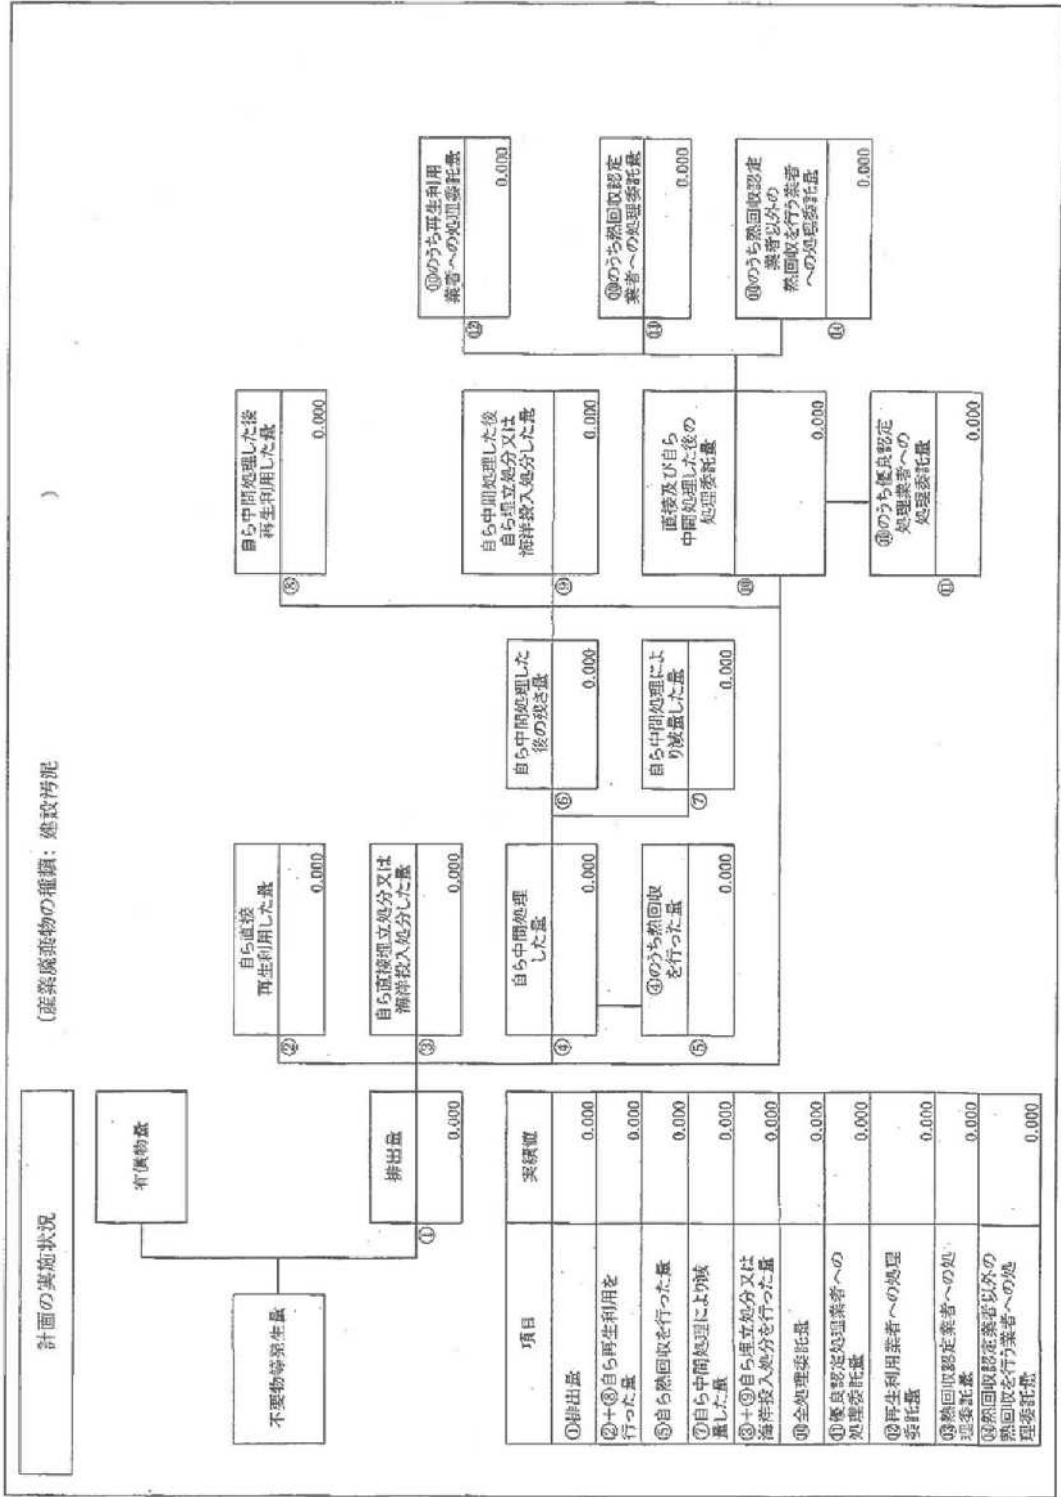 計画の実施状況
(産業廃棄物の種類: 建設汚泥
)
不要物等発生量
有償物量
排出量
①
0.000
②
自ら直接
再生利用した量
0.000
③
自ら直接埋立処分又は
海洋投入処分した量
0.000
④
自ら中間処理
した量
0.000
⑤
④のうち熱回収
を行った量
0.000
⑥
自ら中間処理した
後の残さ量
0.000
⑦
自ら中間処理によ
り減量した量
0.000
⑧
自ら中間処理した後
再生利用した量
0.000
⑨
自ら中間処理した後
自ら埋立処分又は
海洋投入処分した量
0.000
⑩
直接及び自ら
中間処理した後の
処理委託量
0.000
⑪
⑩のうち優良認定
処理業者への
処理委託量
0.000
⑫
⑩のうち再生利用
業者への処理委託量
0.000
⑬
⑩のうち熱回収認定
業者への処理委託量
0.000
⑭
⑩のうち熱回収認定
業者以外の
熱回収を行う業者
への処理委託量
0.000
項目 実績値
①排出量 0.000
②+⑧自ら再生利用を
行った量 0.000
⑤自ら熱回収を行った量 0.000
⑦自ら中間処理により減
量した量 0.000
③+⑨自ら埋立処分又は
海洋投入処分を行った量 0.000
⑩全処理委託量 0.000
⑪優良認定処理業者への
処理委託量 0.000
⑫再生利用業者への処理
委託量 0.000
⑬熱回収認定業者への処
理委託量 0.000
⑭熱回収認定業者以外の
熱回収を行う業者への処
理委託量 0.000